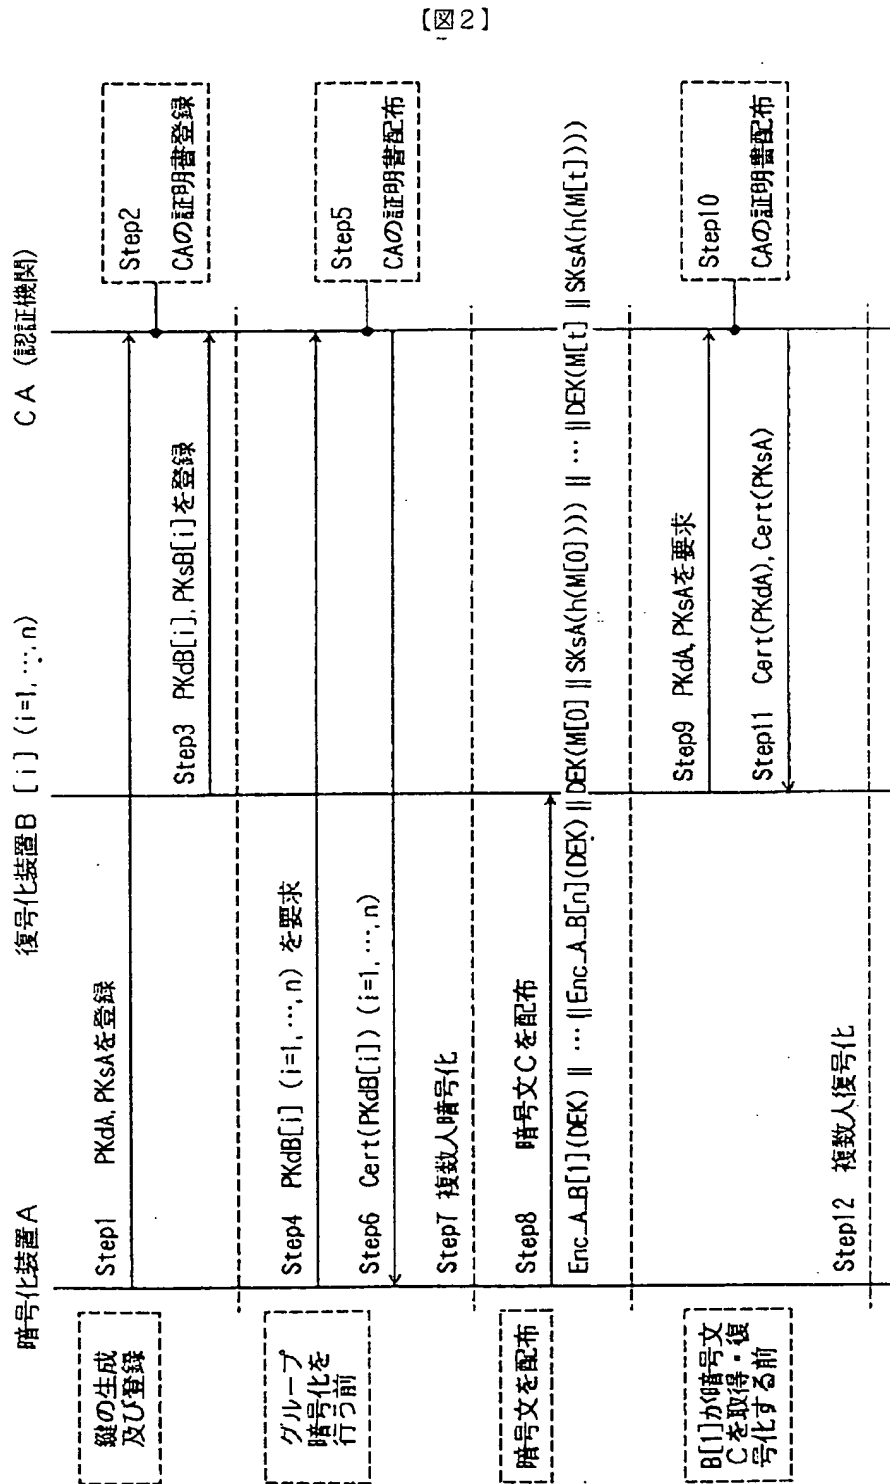 【図2】
暗号化装置A
復号化装置B [i] (i=1, …, n)
CA (認証機関)
鍵の生成
及び登録
Step1 PKdA, PKsAを登録
Step2
CAの証明書登録
Step3 PKdB[i], PKsB[i]を登録
グループ
暗号化を
行う前
Step4 PKdB[i] (i=1, …, n) を要求
Step5
CAの証明書配布
Step6 Cert(PKdB[i]) (i=1, …, n)
Step7 複数人暗号化
暗号文を配布
Step8 暗号文Cを配布
Enc_A_B[1](DEK) || … ||Enc_A_B[n](DEK) || DEK(M[0] || SKsA(h(M[0]))) || … || DEK(M[t] || SKsA(h(M[t])))
B[1]が暗号文
Cを取得・復
号化する前
Step9 PKdA, PKsAを要求
Step10
CAの証明書配布
Step11 Cert(PKdA), Cert(PKsA)
Step12 複数人復号化